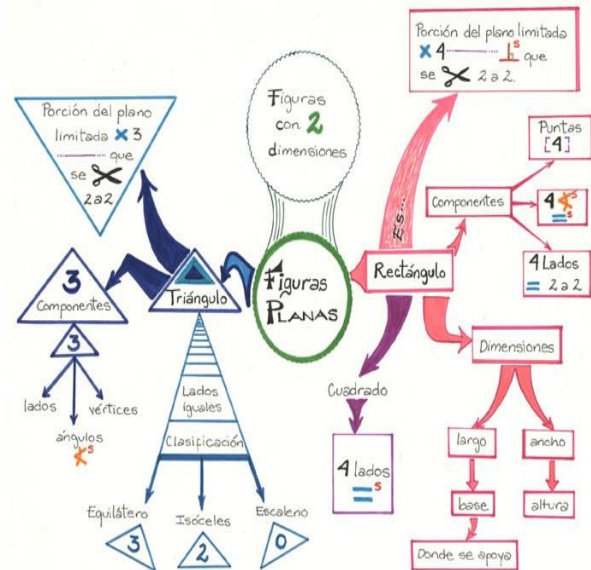 Figuras
con 2
dimensiones
Figuras
PLANAS
Triángulo
Porción del plano
limitada × 3
que
se ✂
2 a 2
3
Componentes
3
lados
vértices
ángulos
∢s
Lados
iguales
Clasificación
Equilátero
Isóceles
Escaleno
3
2
0
Rectángulo
Es...
Porción del plano limitada
× 4 ⊥s que
se ✂ 2 a 2.
Componentes
Puntas
[4]
4 ∢s
=s
4 Lados
= 2 a 2
Dimensiones
largo
ancho
base
altura
Donde se apoya
Cuadrado
4 lados
=s